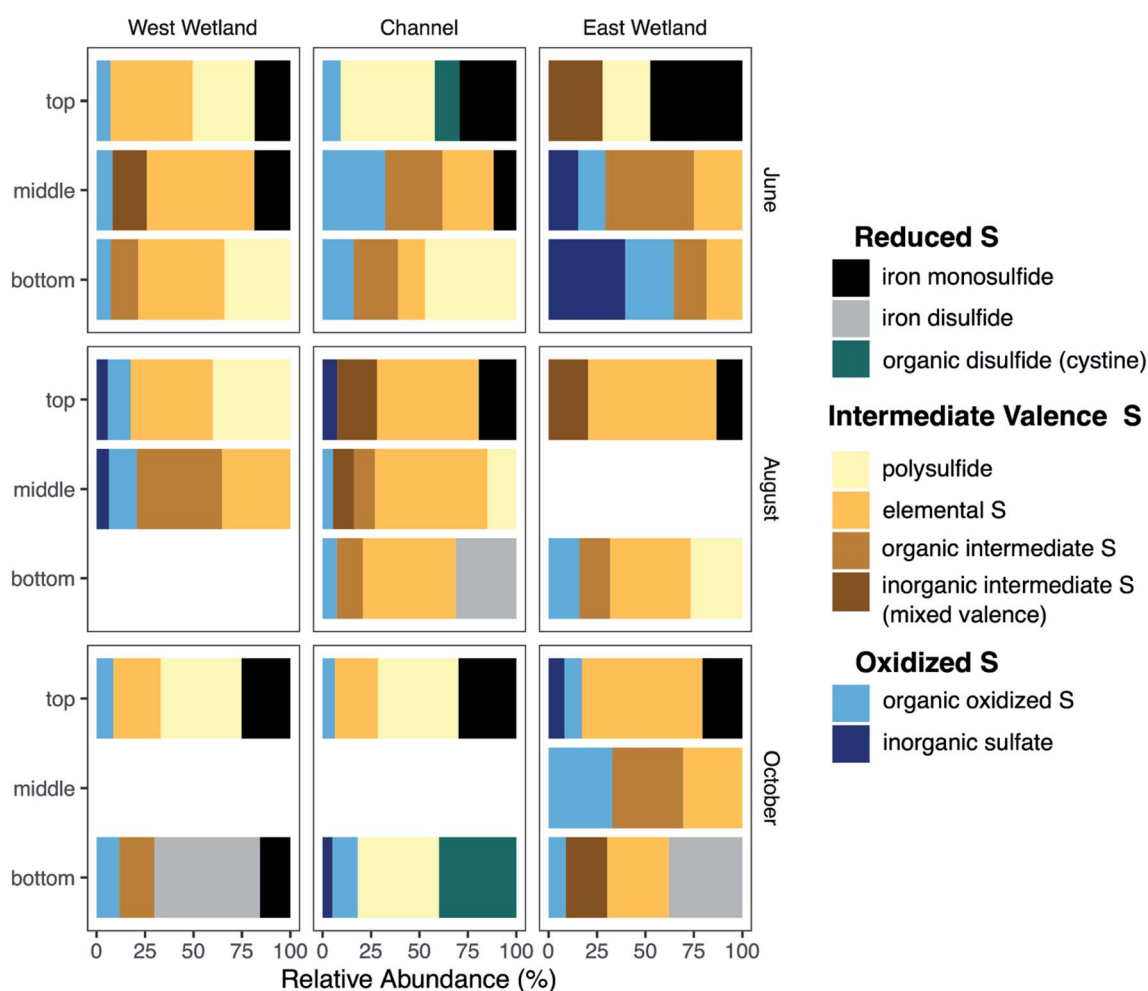 West Wetland
Channel
East Wetland
top
middle
bottom
June
top
middle
bottom
August
top
middle
bottom
October
0 25 50 75 100
0 25 50 75 100
0 25 50 75 100
Relative Abundance (%)
Reduced S
iron monosulfide
iron disulfide
organic disulfide (cystine)
Intermediate Valence S
polysulfide
elemental S
organic intermediate S
inorganic intermediate S
(mixed valence)
Oxidized S
organic oxidized S
inorganic sulfate